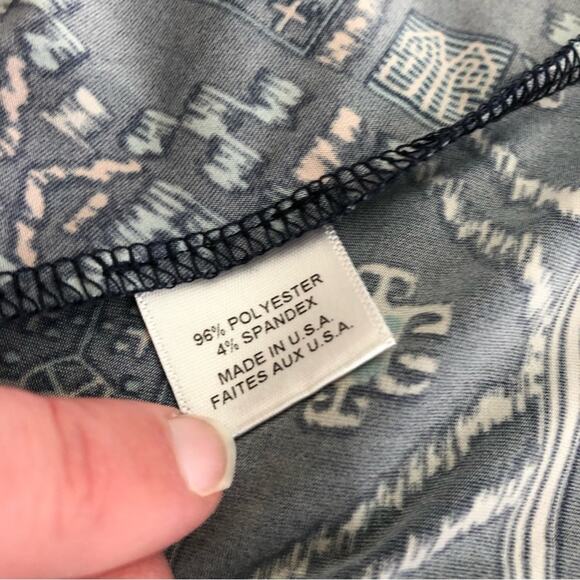 96% POLYESTER
4% SPANDEX
MADE IN U.S.A.
FAITES AUX U.S.A.